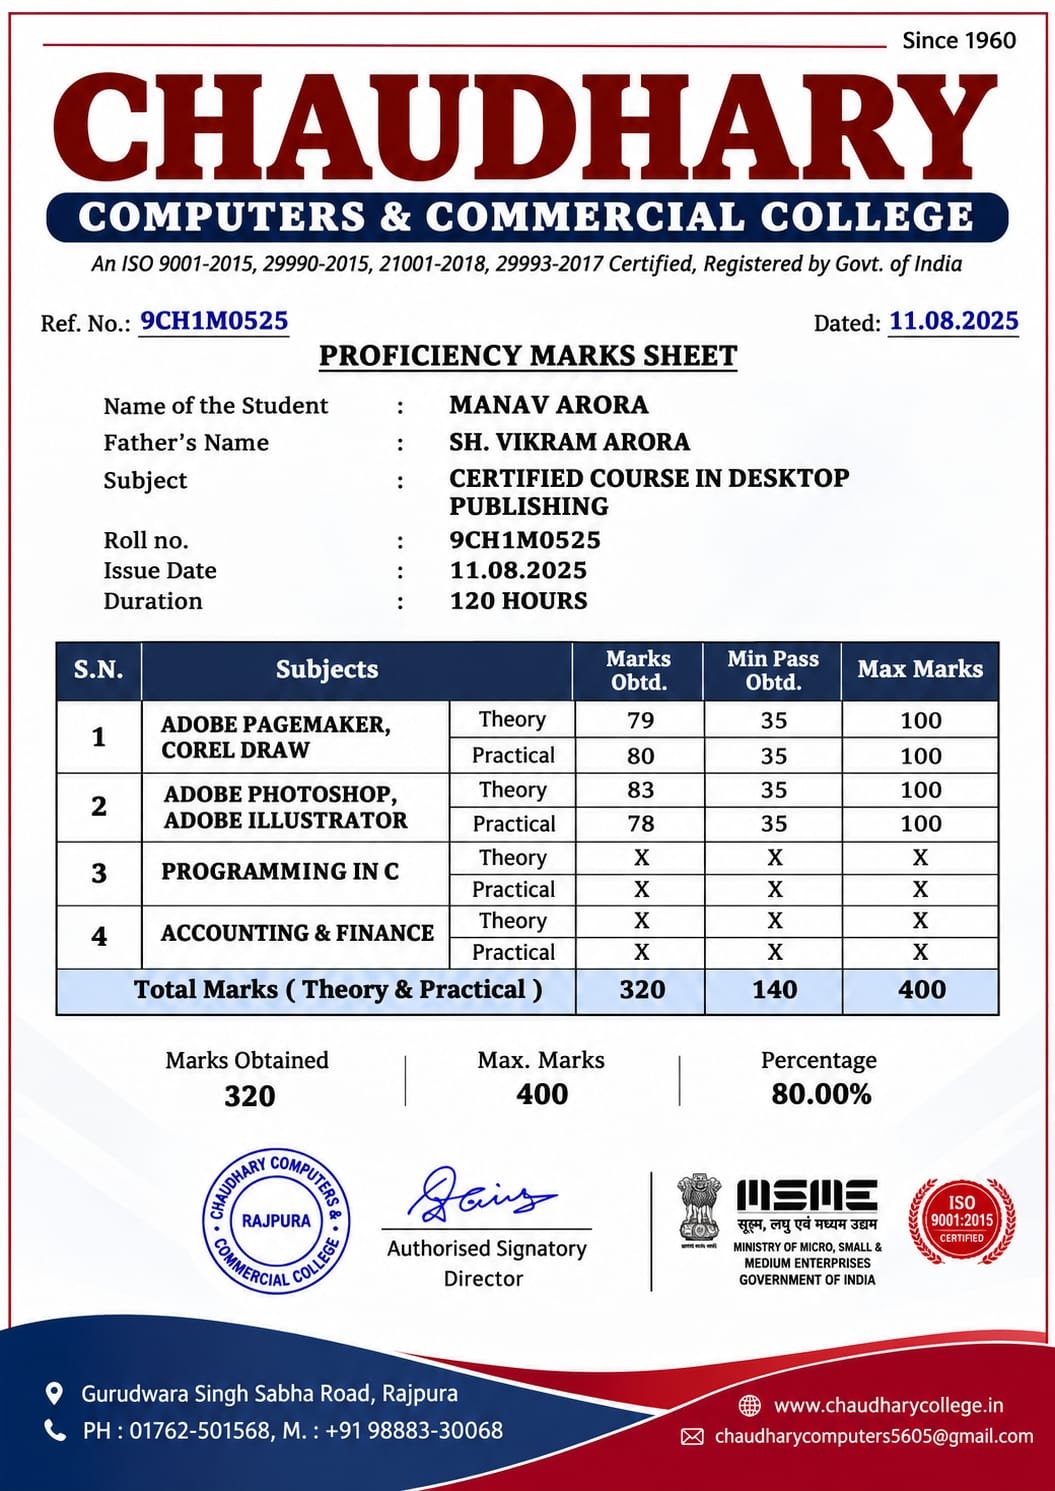 Since 1960
CHAUDHARY
COMPUTERS & COMMERCIAL COLLEGE
An ISO 9001-2015, 29990-2015, 21001-2018, 29993-2017 Certified, Registered by Govt. of India
Ref. No.: 9CH1M0525 Dated: 11.08.2025
PROFICIENCY MARKS SHEET
Name of the Student : MANAV ARORA
Father's Name : SH. VIKRAM ARORA
Subject : CERTIFIED COURSE IN DESKTOP
PUBLISHING
Roll no. : 9CH1M0525
Issue Date : 11.08.2025
Duration : 120 HOURS
S.N. Subjects Marks Obtd. Min Pass Obtd. Max Marks
1 ADOBE PAGEMAKER, COREL DRAW Theory 79 35 100
Practical 80 35 100
2 ADOBE PHOTOSHOP, ADOBE ILLUSTRATOR Theory 83 35 100
Practical 78 35 100
3 PROGRAMMING IN C Theory X X X
Practical X X X
4 ACCOUNTING & FINANCE Theory X X X
Practical X X X
Total Marks ( Theory & Practical ) 320 140 400
Marks Obtained Max. Marks Percentage
320 400 80.00%
CHAUDHARY COMPUTERS &
COMMERCIAL COLLEGE
RAJPURA
Authorised Signatory
Director
MSME
सूक्ष्म, लघु एवं मध्यम उद्यम
MINISTRY OF MICRO, SMALL &
MEDIUM ENTERPRISES
GOVERNMENT OF INDIA
ISO
9001:2015
CERTIFIED
Gurudwara Singh Sabha Road, Rajpura
PH : 01762-501568, M. : +91 98883-30068
www.chaudharycollege.in
chaudharycomputers5605@gmail.com